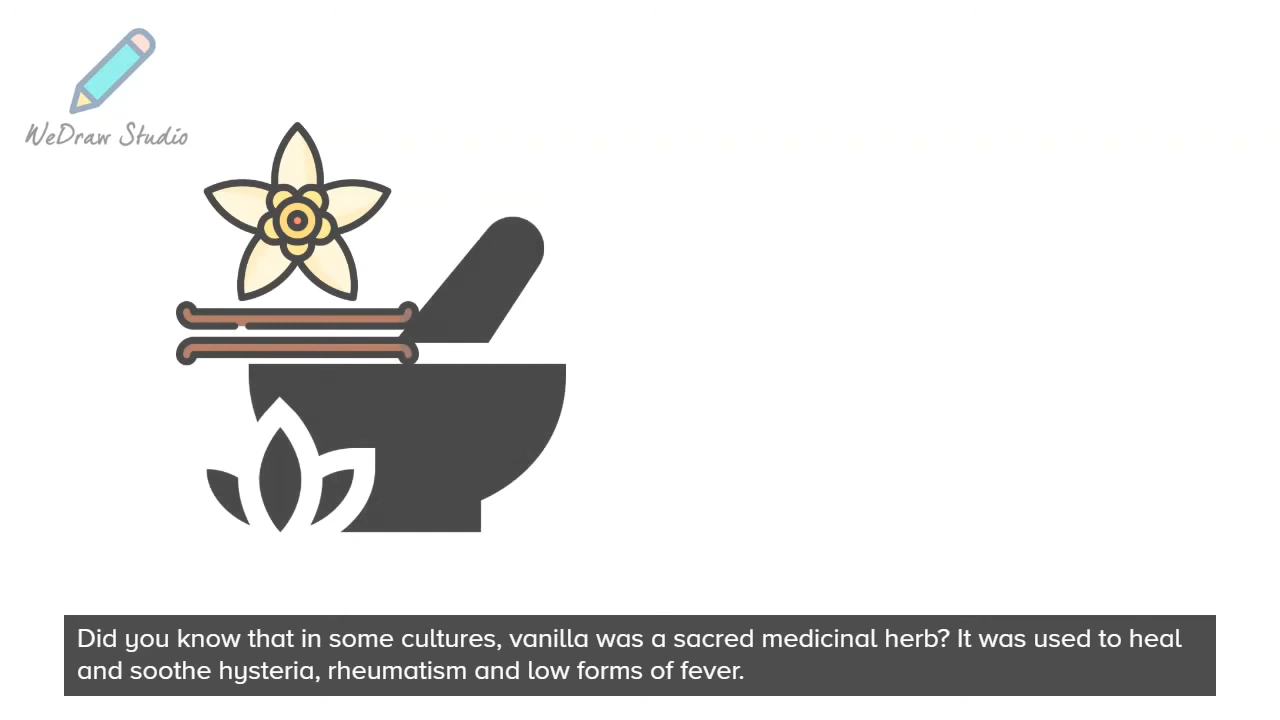 WeDraw Studio
Did you know that in some cultures, vanilla was a sacred medicinal herb? It was used to heal
and soothe hysteria, rheumatism and low forms of fever.